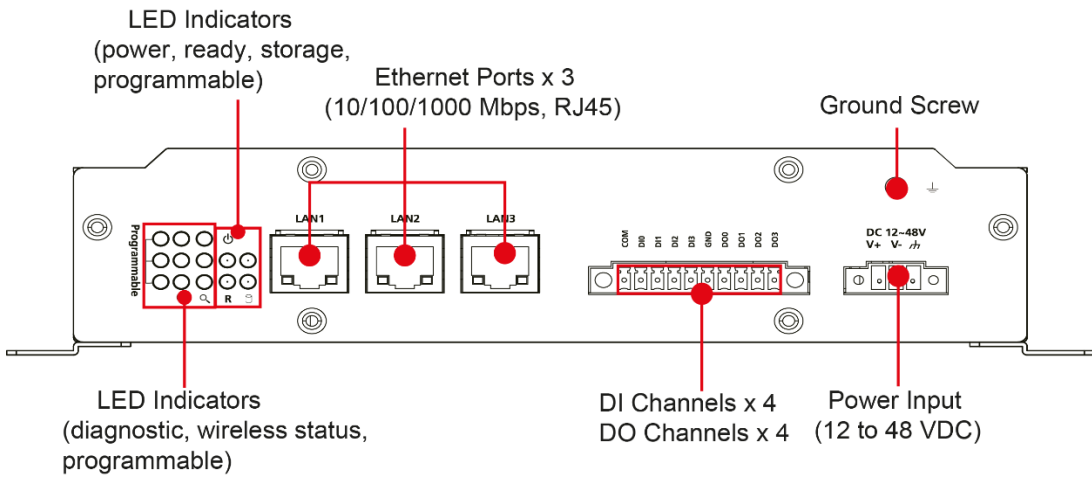 LED Indicators
(power, ready, storage,
programmable)
Ethernet Ports x 3
(10/100/1000 Mbps, RJ45)
Ground Screw
LAN1
LAN2
LAN3
Programmable
R
COM
DI0
DI1
DI2
DI3
GND
DO0
DO1
DO2
DO3
DC 12~48V
V+ V-
LED Indicators
(diagnostic, wireless status,
programmable)
DI Channels x 4
DO Channels x 4
Power Input
(12 to 48 VDC)